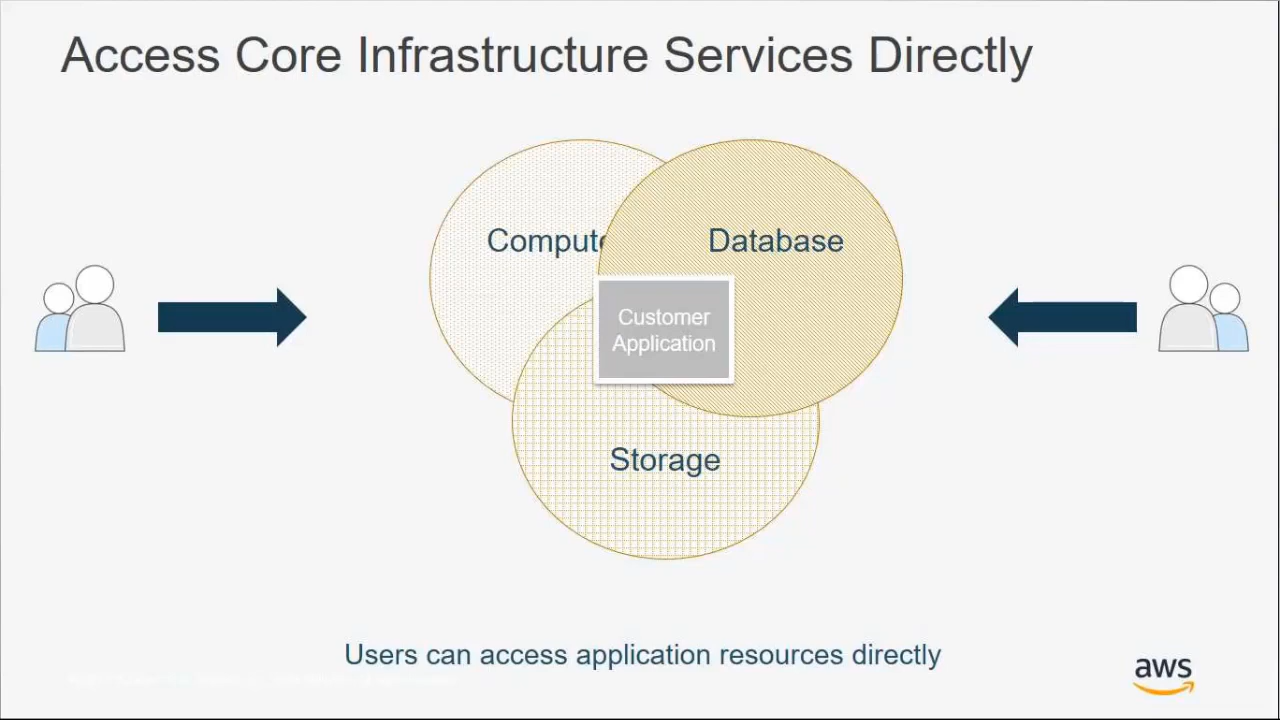 Access Core Infrastructure Services Directly
Compute
Database
Customer
Application
Storage
Users can access application resources directly
aws